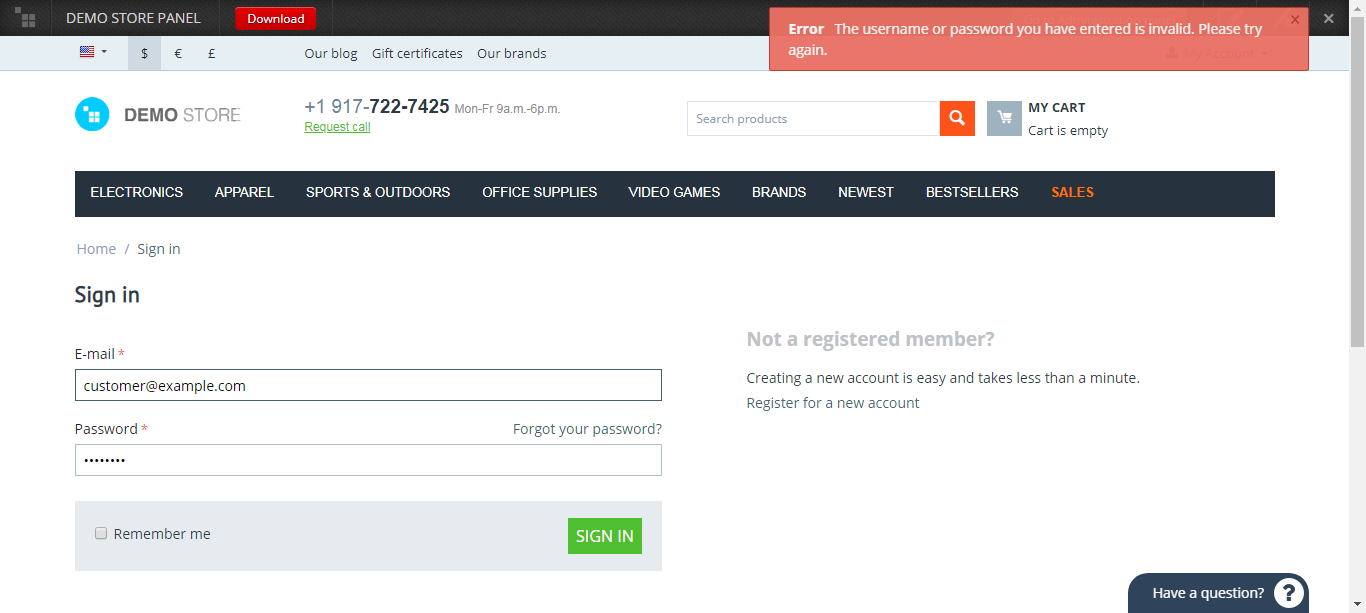 DEMO STORE PANEL
Download
Error The username or password you have entered is invalid. Please try
again.
$ € £
Our blog Gift certificates Our brands
My Account
DEMO STORE
+1 917-722-7425 Mon-Fr 9a.m.-6p.m.
Request call
Search products
MY CART
Cart is empty
ELECTRONICS APPAREL SPORTS & OUTDOORS OFFICE SUPPLIES VIDEO GAMES BRANDS NEWEST BESTSELLERS SALES
Home / Sign in
Sign in
E-mail *
customer@example.com
Password *
Forgot your password?
••••••••
Remember me
SIGN IN
Not a registered member?
Creating a new account is easy and takes less than a minute.
Register for a new account
Have a question? ?